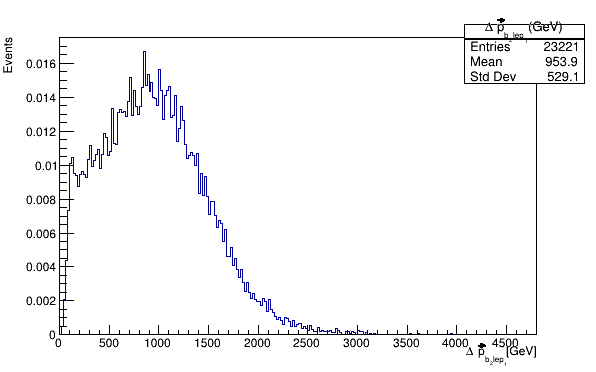 Δ p⃗ b₂lep₁ (GeV)
Entries 23221
Mean 953.9
Std Dev 529.1
Events
0.016
0.014
0.012
0.01
0.008
0.006
0.004
0.002
0
0 500 1000 1500 2000 2500 3000 3500 4000 4500
Δ p⃗ b₂lep₁ [GeV]